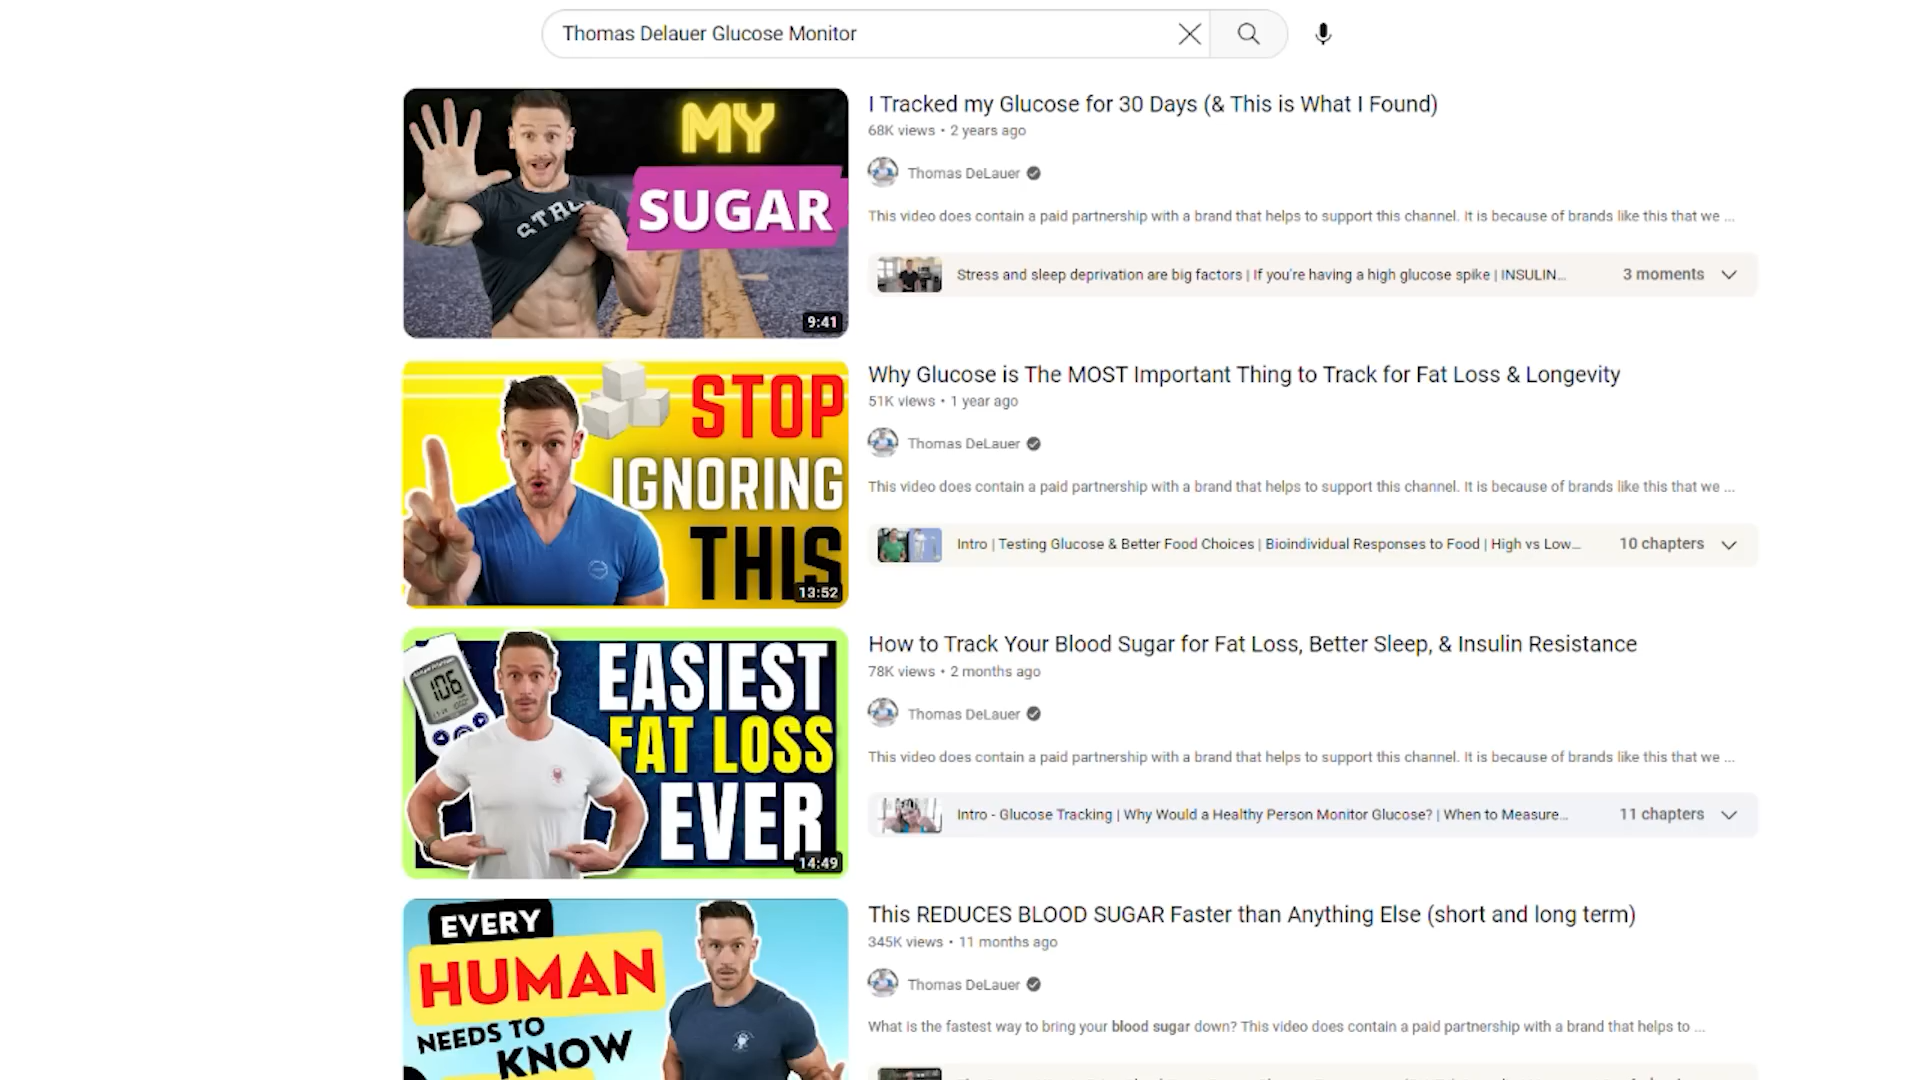 Thomas Delauer Glucose Monitor
MY
SUGAR
9:41
I Tracked my Glucose for 30 Days (& This is What I Found)
68K views • 2 years ago
Thomas DeLauer
This video does contain a paid partnership with a brand that helps to support this channel. It is because of brands like this that we ...
Stress and sleep deprivation are big factors | If you're having a high glucose spike | INSULIN...
3 moments
STOP
IGNORING
THIS
13:52
Why Glucose is The MOST Important Thing to Track for Fat Loss & Longevity
51K views • 1 year ago
Thomas DeLauer
This video does contain a paid partnership with a brand that helps to support this channel. It is because of brands like this that we ...
Intro | Testing Glucose & Better Food Choices | Bioindividual Responses to Food | High vs Low...
10 chapters
106
EASIEST
FAT LOSS
EVER
14:49
How to Track Your Blood Sugar for Fat Loss, Better Sleep, & Insulin Resistance
78K views • 2 months ago
Thomas DeLauer
This video does contain a paid partnership with a brand that helps to support this channel. It is because of brands like this that we ...
Intro - Glucose Tracking | Why Would a Healthy Person Monitor Glucose? | When to Measure...
11 chapters
EVERY
HUMAN
NEEDS TO
KNOW
This REDUCES BLOOD SUGAR Faster than Anything Else (short and long term)
345K views • 11 months ago
Thomas DeLauer
What is the fastest way to bring your blood sugar down? This video does contain a paid partnership with a brand that helps to ...